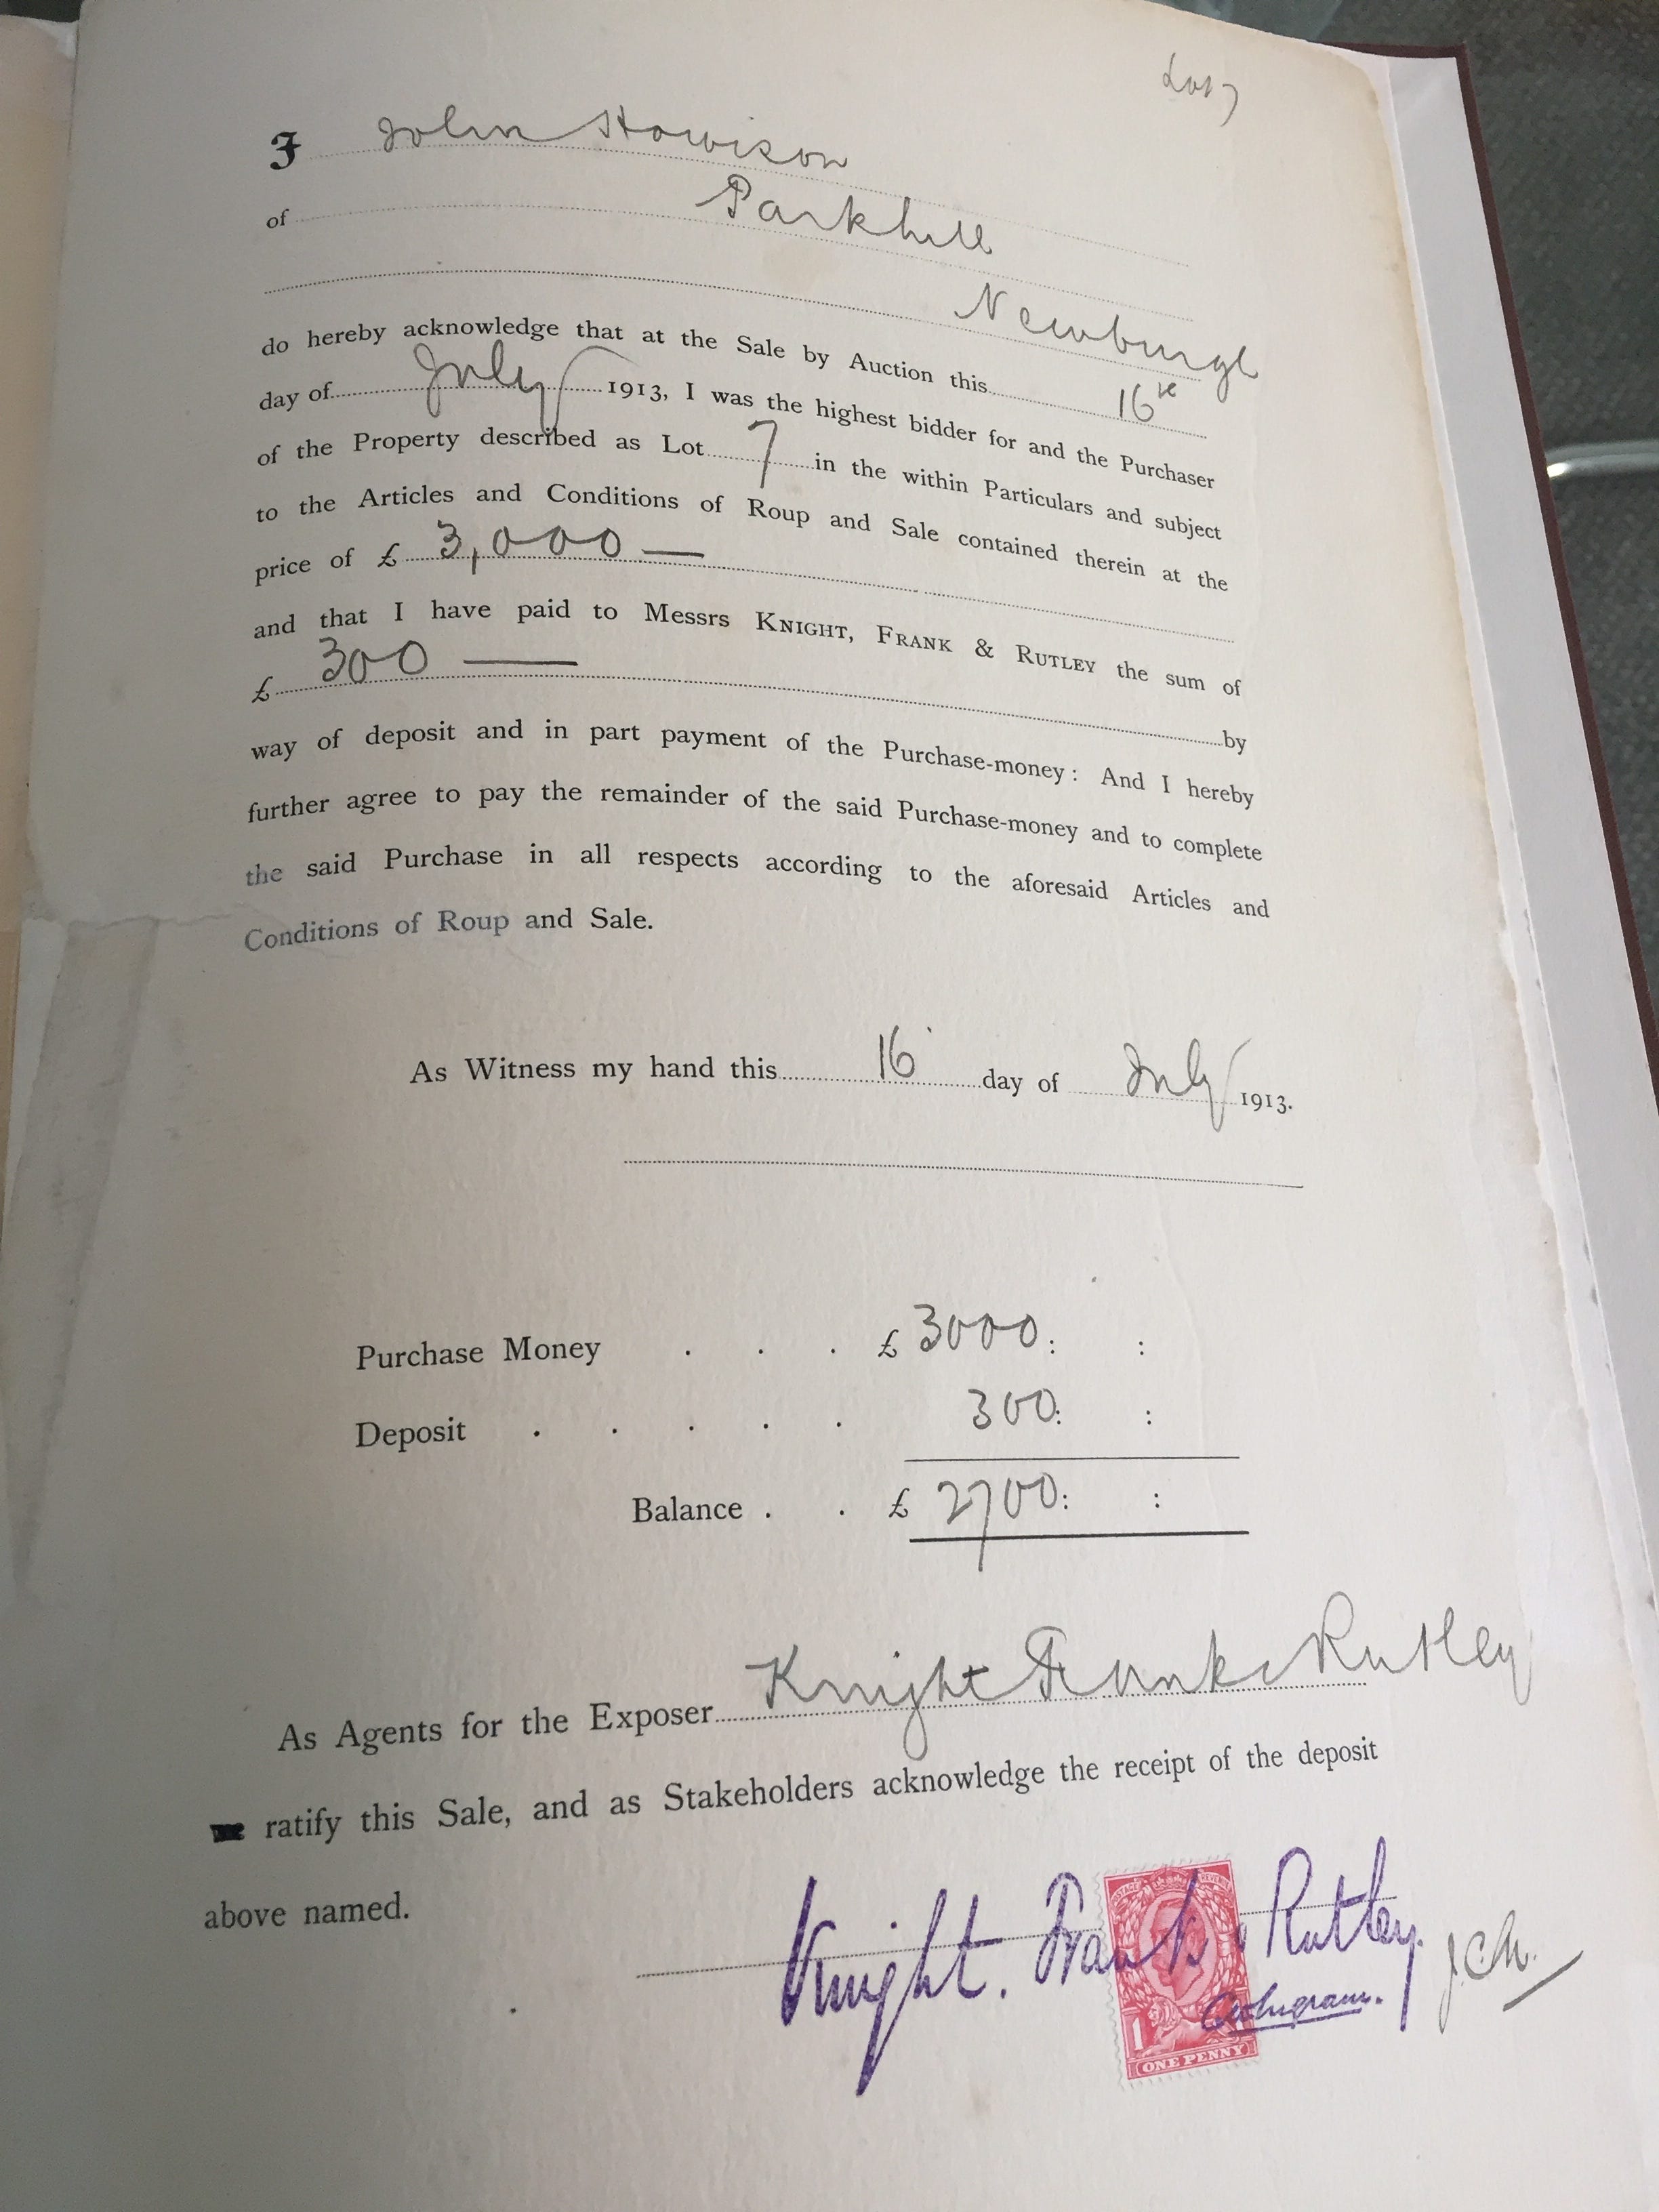 Lot 7
I John Howison
of Parkhill
Newburgh
do hereby acknowledge that at the Sale by Auction this 16th
day of July 1913, I was the highest bidder for and the Purchaser
of the Property described as Lot 7 in the within Particulars and subject
to the Articles and Conditions of Roup and Sale contained therein at the
price of £ 3,000 —
and that I have paid to Messrs KNIGHT, FRANK & RUTLEY the sum of
£ 300 — by
way of deposit and in part payment of the Purchase-money: And I hereby
further agree to pay the remainder of the said Purchase-money and to complete
the said Purchase in all respects according to the aforesaid Articles and
Conditions of Roup and Sale.
As Witness my hand this 16 day of July 1913.
Purchase Money . . . £ 3000: :
Deposit . . . . . 300: :
Balance . . £ 2700: :
As Agents for the Exposer Knight Frank & Rutley
ratify this Sale, and as Stakeholders acknowledge the receipt of the deposit
above named.
Knight. Frank & Rutley.
POSTAGE REVENUE
1
ONE PENNY